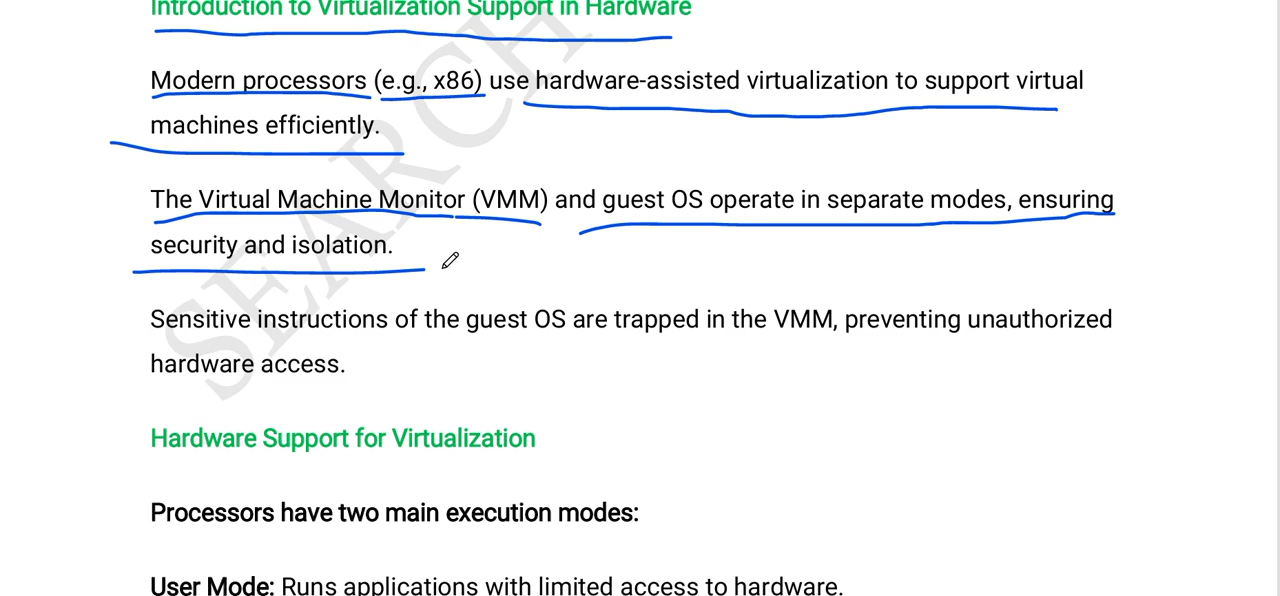 Introduction to Virtualization Support in Hardware
Modern processors (e.g., x86) use hardware-assisted virtualization to support virtual
machines efficiently.
The Virtual Machine Monitor (VMM) and guest OS operate in separate modes, ensuring
security and isolation.
Sensitive instructions of the guest OS are trapped in the VMM, preventing unauthorized
hardware access.
Hardware Support for Virtualization
Processors have two main execution modes:
User Mode: Runs applications with limited access to hardware.
SEARCH